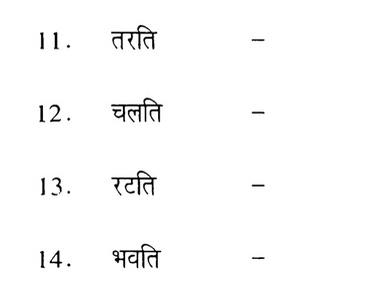 11. तरति –
12. चलति –
13. रटति –
14. भवति –